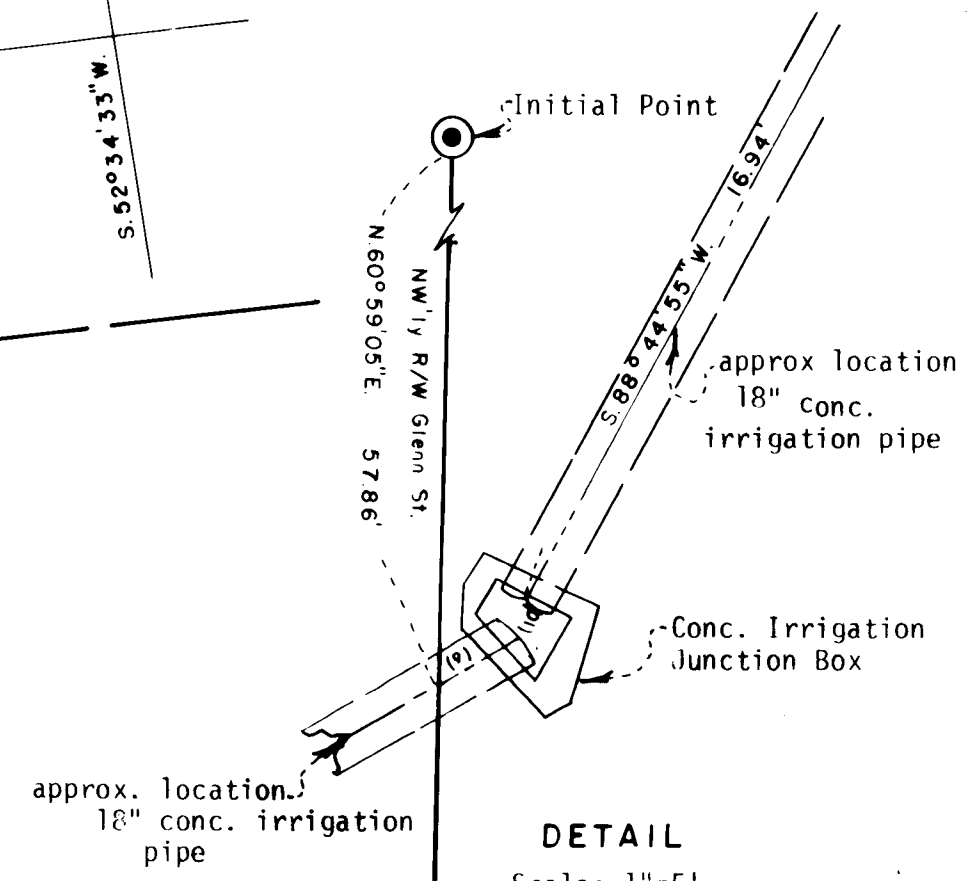 S. 52°34'33" W.
Initial Point
N. 60°59'05" E. 57.86'
NW'ly R/W Glenn St.
S. 88°44'55" W. 16.94'
approx location
18" conc.
irrigation pipe
Conc. Irrigation
Junction Box
approx. location
18" conc. irrigation
pipe
DETAIL